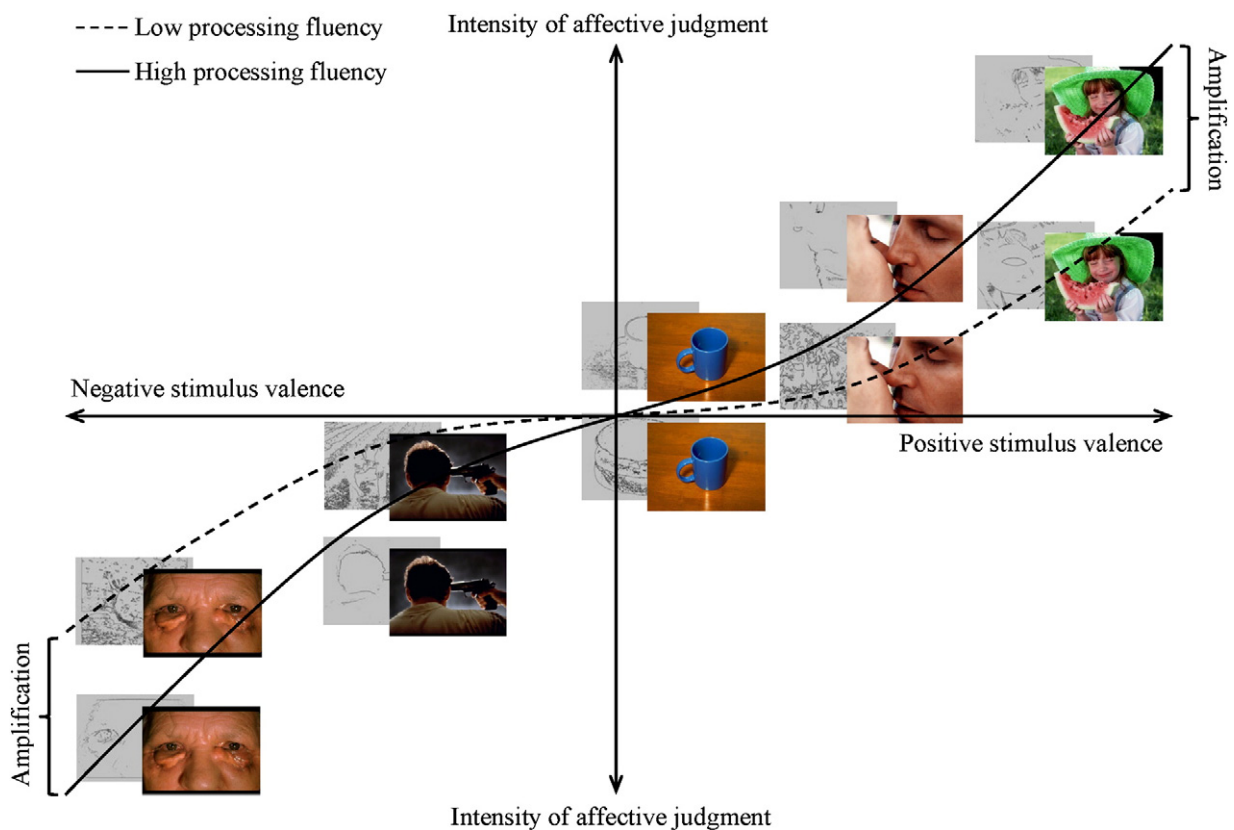 Low processing fluency
High processing fluency
Intensity of affective judgment
Amplification
Negative stimulus valence
Positive stimulus valence
Amplification
Intensity of affective judgment